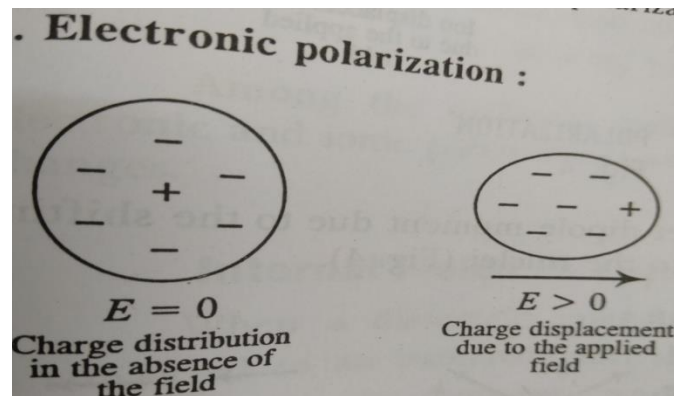 . Electronic polarization :
E = 0
Charge distribution
in the absence of
the field
E > 0
Charge displacement
due to the applied
field